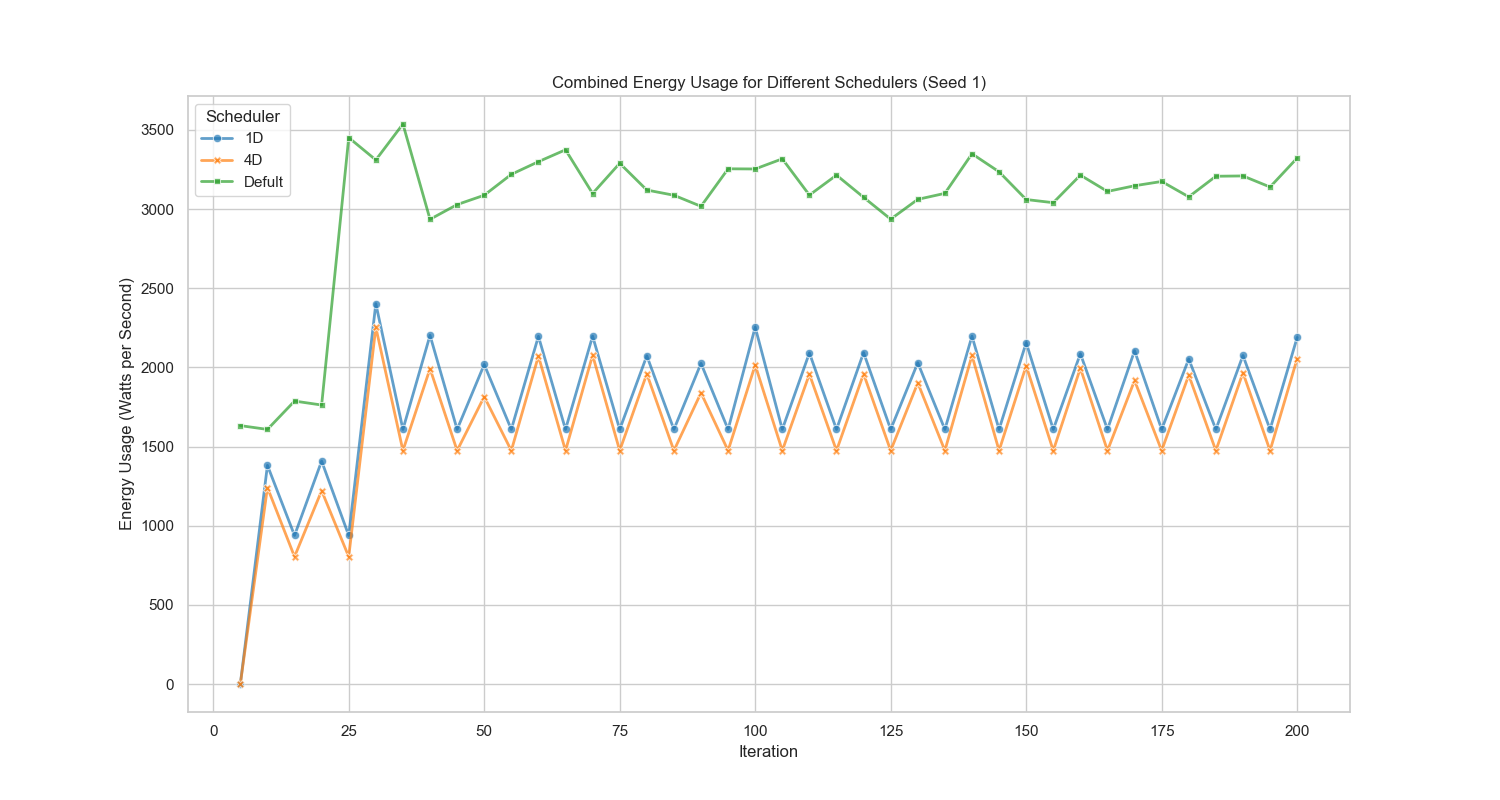 Combined Energy Usage for Different Schedulers (Seed 1)
Scheduler
1D
4D
Defult
Energy Usage (Watts per Second)
3500
3000
2500
2000
1500
1000
500
0
0 25 50 75 100 125 150 175 200
Iteration